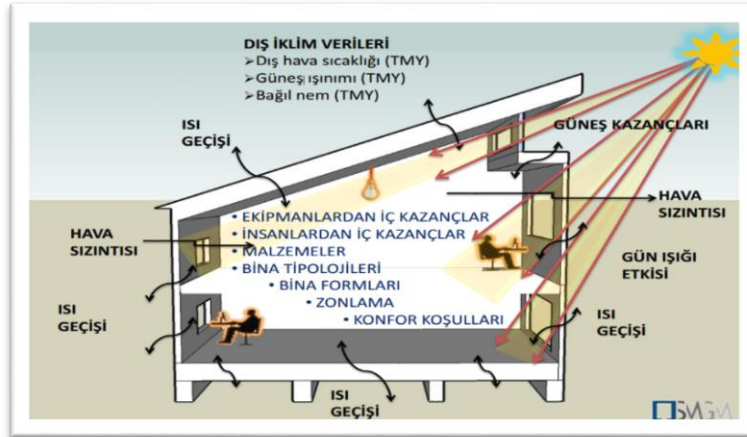 DIŞ İKLİM VERİLERİ
➢Dış hava sıcaklığı (TMY)
➢Güneş ışınımı (TMY)
➢Bağıl nem (TMY)
ISI
GEÇİŞİ
GÜNEŞ KAZANÇLARI
HAVA
SIZINTISI
• EKİPMANLARDAN İÇ KAZANÇLAR
• İNSANLARDAN İÇ KAZANÇLAR
• MALZEMELER
• BİNA TİPOLOJİLERİ
• BİNA FORMLARI
• ZONLAMA
• KONFOR KOŞULLARI
HAVA
SIZINTISI
GÜN IŞIĞI
ETKİSİ
ISI
GEÇİŞİ
ISI
GEÇİŞİ
ISI
GEÇİŞİ